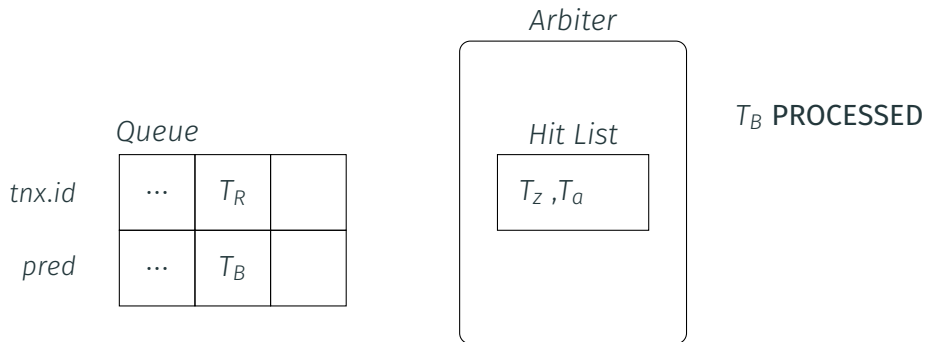 Arbiter
T_B PROCESSED
Queue
Hit List
tnx.id ... T_R
T_z ,T_a
pred ... T_B